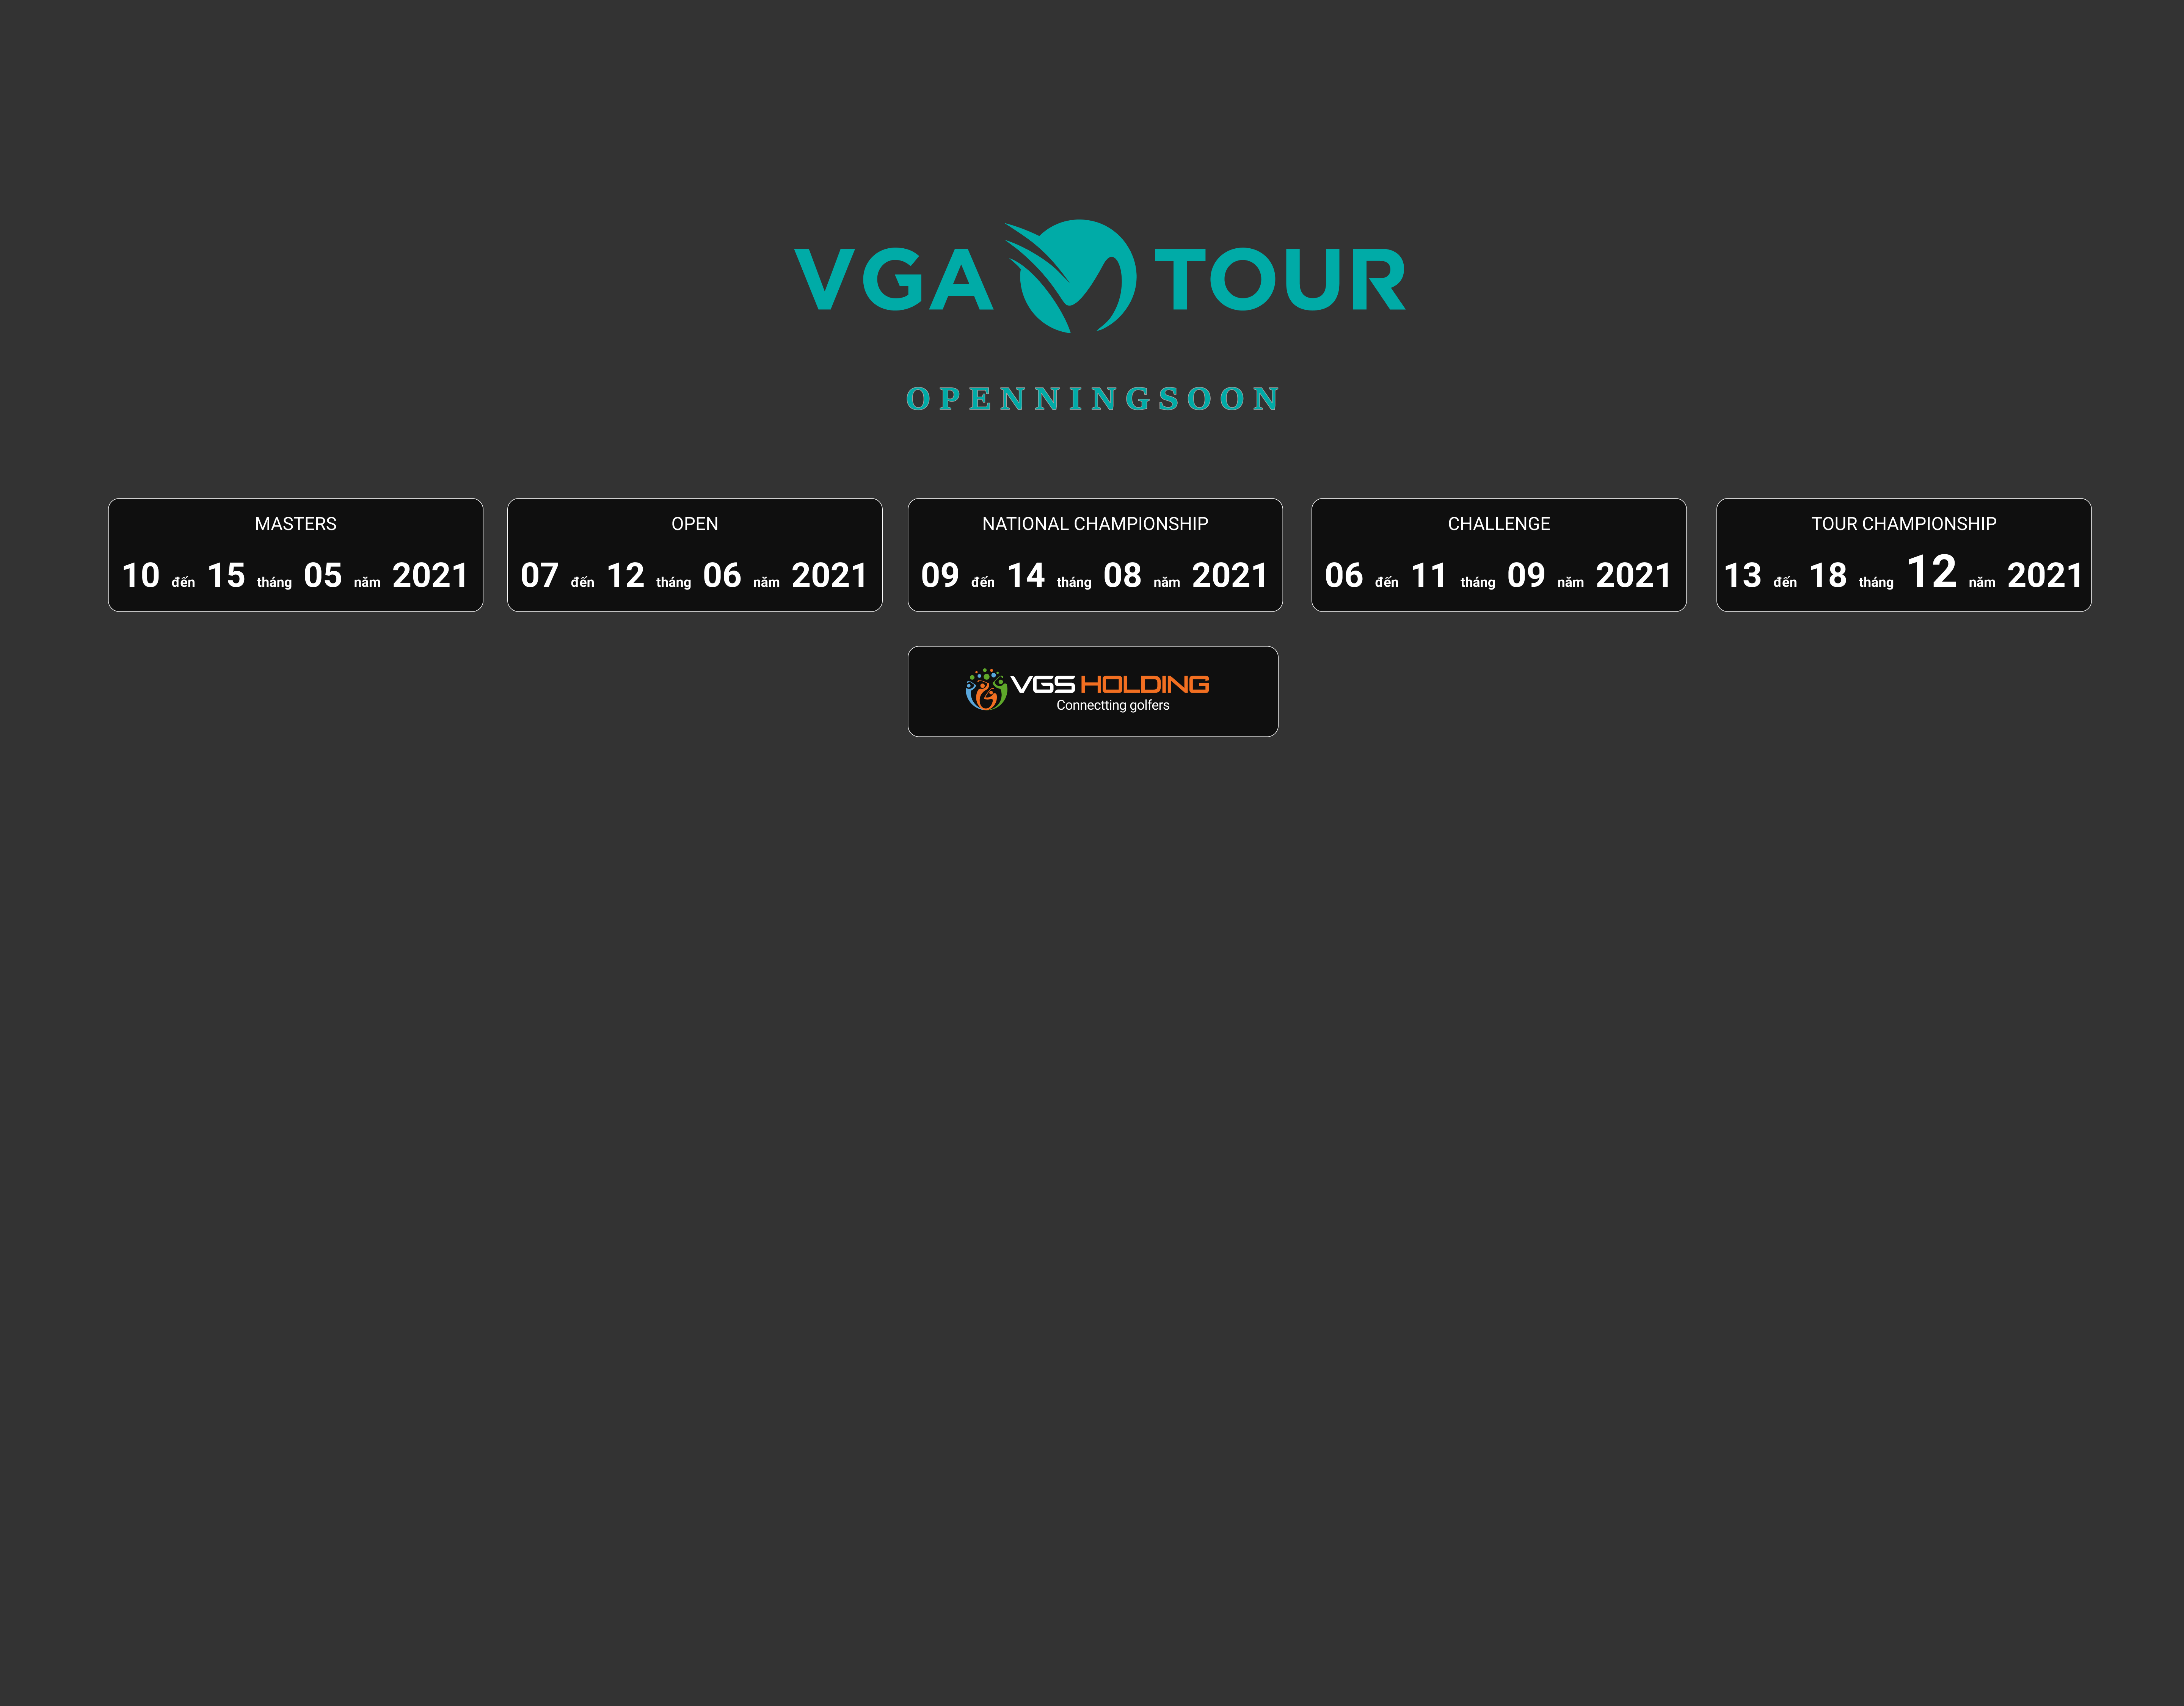 VGA TOUR
OPENNINGSOON
MASTERS
10 đến 15 tháng 05 năm 2021
OPEN
07 đến 12 tháng 06 năm 2021
NATIONAL CHAMPIONSHIP
09 đến 14 tháng 08 năm 2021
CHALLENGE
06 đến 11 tháng 09 năm 2021
TOUR CHAMPIONSHIP
13 đến 18 tháng 12 năm 2021
VGS HOLDING
Connectting golfers